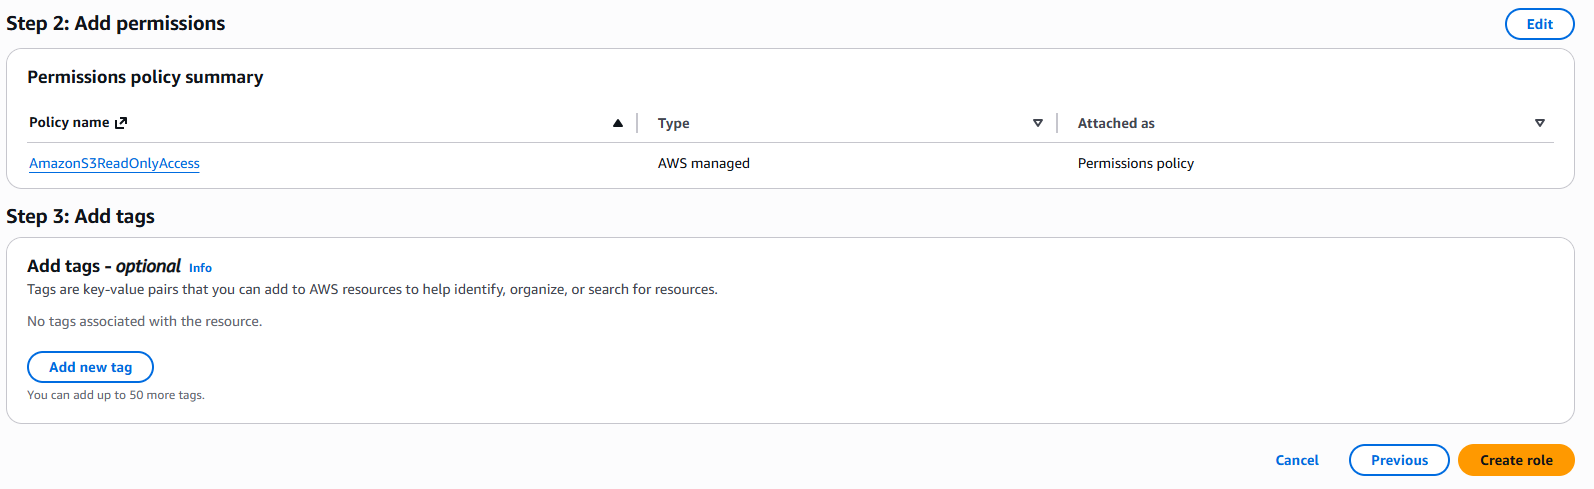 Step 2: Add permissions
Edit
Permissions policy summary
Policy name
Type
Attached as
AmazonS3ReadOnlyAccess
AWS managed
Permissions policy
Step 3: Add tags
Add tags - optional Info
Tags are key-value pairs that you can add to AWS resources to help identify, organize, or search for resources.
No tags associated with the resource.
Add new tag
You can add up to 50 more tags.
Cancel
Previous
Create role